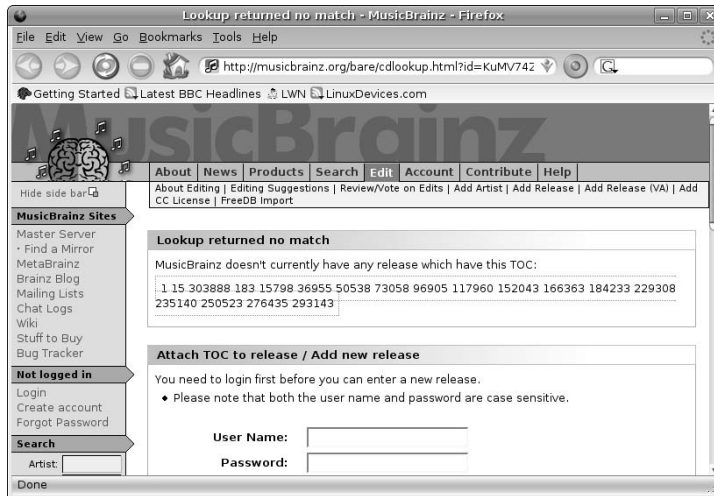 Lookup returned no match - MusicBrainz - Firefox
File Edit View Go Bookmarks Tools Help
http://musicbrainz.org/bare/cdlookup.html?id=KuMV74Z
Getting Started Latest BBC Headlines LWN LinuxDevices.com
MusicBrainz
About News Products Search Edit Account Contribute Help
About Editing | Editing Suggestions | Review/Vote on Edits | Add Artist | Add Release | Add Release (VA) | Add
CC License | FreeDB Import
Hide side bar
MusicBrainz Sites
Master Server
· Find a Mirror
MetaBrainz
Brainz Blog
Mailing Lists
Chat Logs
Wiki
Stuff to Buy
Bug Tracker
Not logged in
Login
Create account
Forgot Password
Search
Artist:
Lookup returned no match
MusicBrainz doesn't currently have any release which have this TOC:
1 15 303888 183 15798 36955 50538 73058 96905 117960 152043 166363 184233 229308
235140 250523 276435 293143
Attach TOC to release / Add new release
You need to login first before you can enter a new release.
• Please note that both the user name and password are case sensitive.
User Name:
Password:
Done